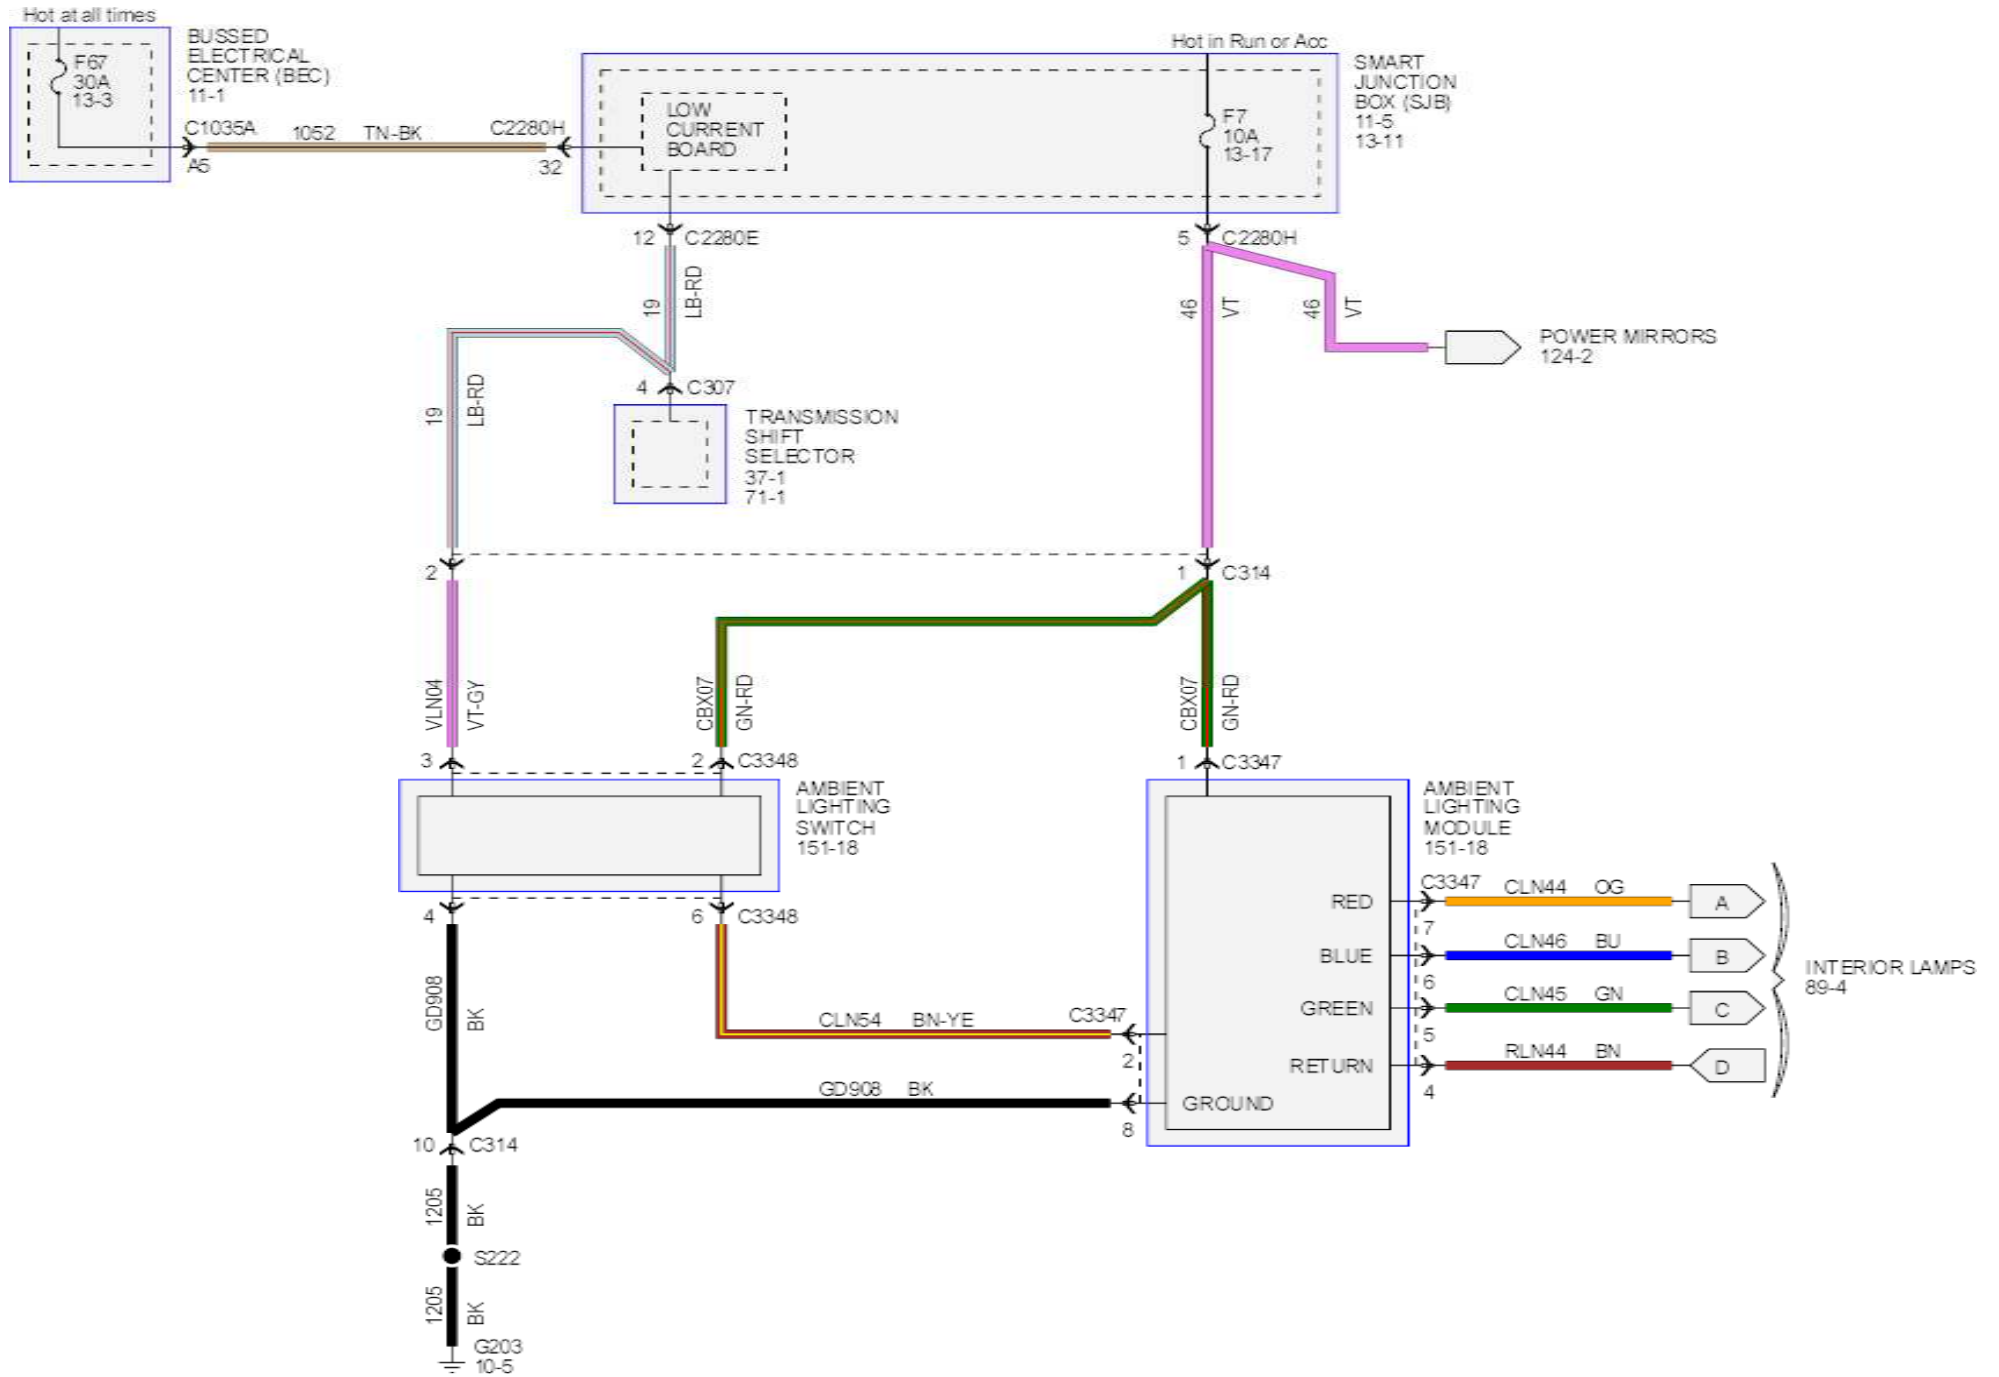 Hot at all times
F67
30A
13-3
BUSSED
ELECTRICAL
CENTER (BEC)
11-1
C1035A
A5
1052 TN-BK
C2280H
32
Hot in Run or Acc
LOW
CURRENT
BOARD
F7
10A
13-17
SMART
JUNCTION
BOX (SJB)
11-5
13-11
12 C2280E
5 C2280H
19 LB-RD
46 VT
46 VT
POWER MIRRORS
124-2
19 LB-RD
4 C307
TRANSMISSION
SHIFT
SELECTOR
37-1
71-1
2
1 C314
VLN04 VT-GY
CBX07 GN-RD
CBX07 GN-RD
3
2 C3348
1 C3347
AMBIENT
LIGHTING
SWITCH
151-18
AMBIENT
LIGHTING
MODULE
151-18
4
6 C3348
RED
C3347
7
CLN44 OG
A
BLUE
6
CLN46 BU
B
GREEN
5
CLN45 GN
C
RETURN
4
RLN44 BN
D
INTERIOR LAMPS
89-4
GD908 BK
CLN54 BN-YE
C3347
2
GD908 BK
8
GROUND
10 C314
1205 BK
S222
1205 BK
G203
10-5